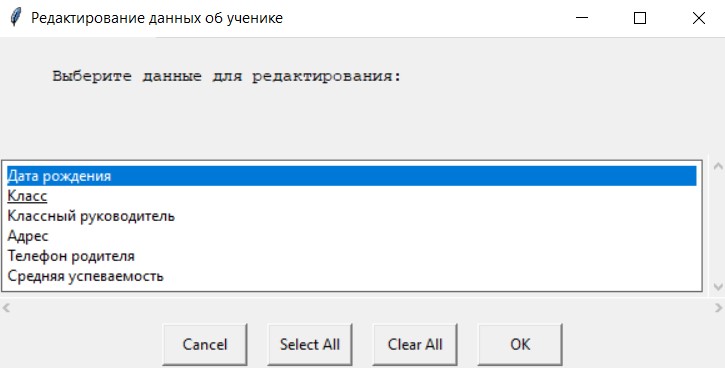 Редактирование данных об ученике
Выберите данные для редактирования:
Дата рождения
Класс
Классный руководитель
Адрес
Телефон родителя
Средняя успеваемость
Cancel
Select All
Clear All
OK